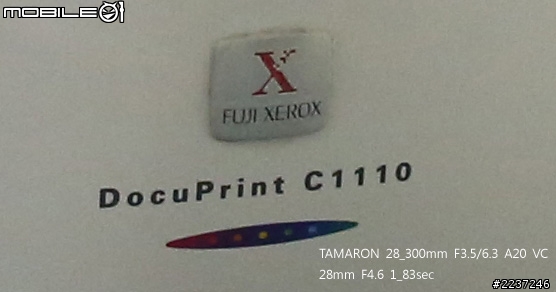 MOBILE01
X
FUJI XEROX
DocuPrint C1110
TAMARON 28_300mm F3.5/6.3 A20 VC
28mm F4.6 1_83sec
#2237246